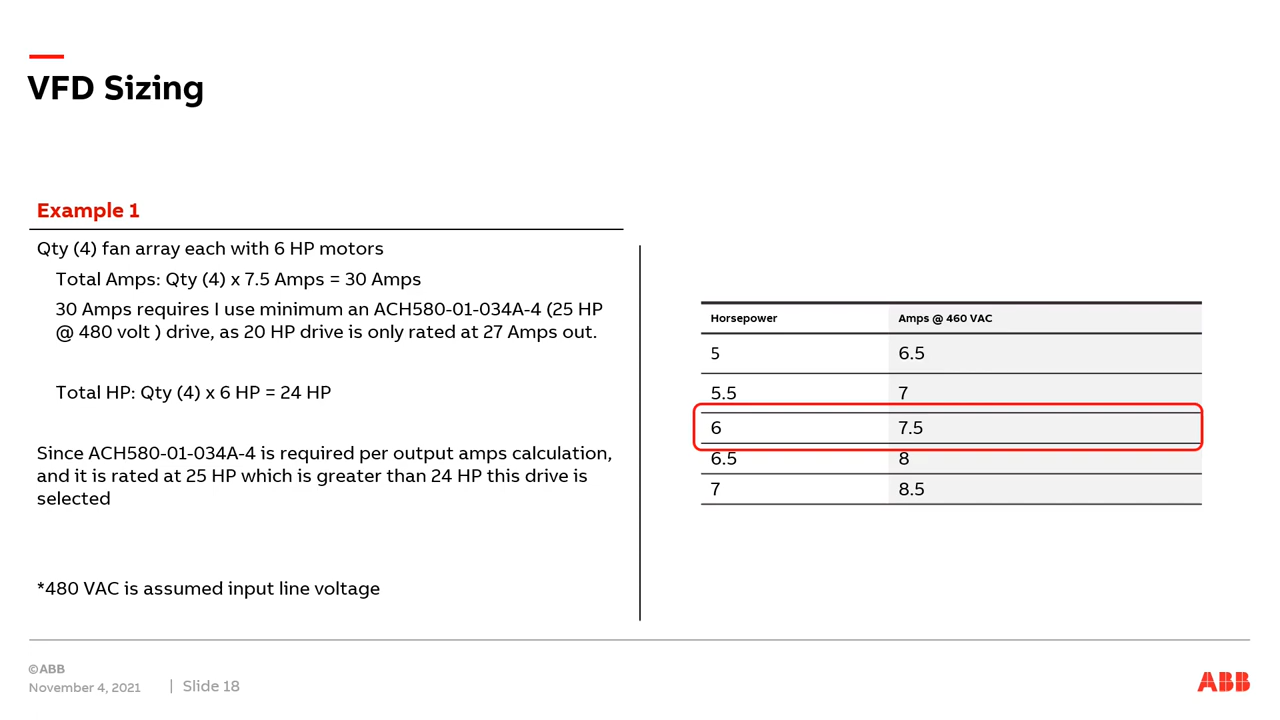 VFD Sizing
Example 1
Qty (4) fan array each with 6 HP motors
Total Amps: Qty (4) x 7.5 Amps = 30 Amps
30 Amps requires I use minimum an ACH580-01-034A-4 (25 HP
@ 480 volt ) drive, as 20 HP drive is only rated at 27 Amps out.
Total HP: Qty (4) x 6 HP = 24 HP
Since ACH580-01-034A-4 is required per output amps calculation,
and it is rated at 25 HP which is greater than 24 HP this drive is
selected
*480 VAC is assumed input line voltage
Horsepower Amps @ 460 VAC
5 6.5
5.5 7
6 7.5
6.5 8
7 8.5
©ABB
November 4, 2021 | Slide 18
ABB